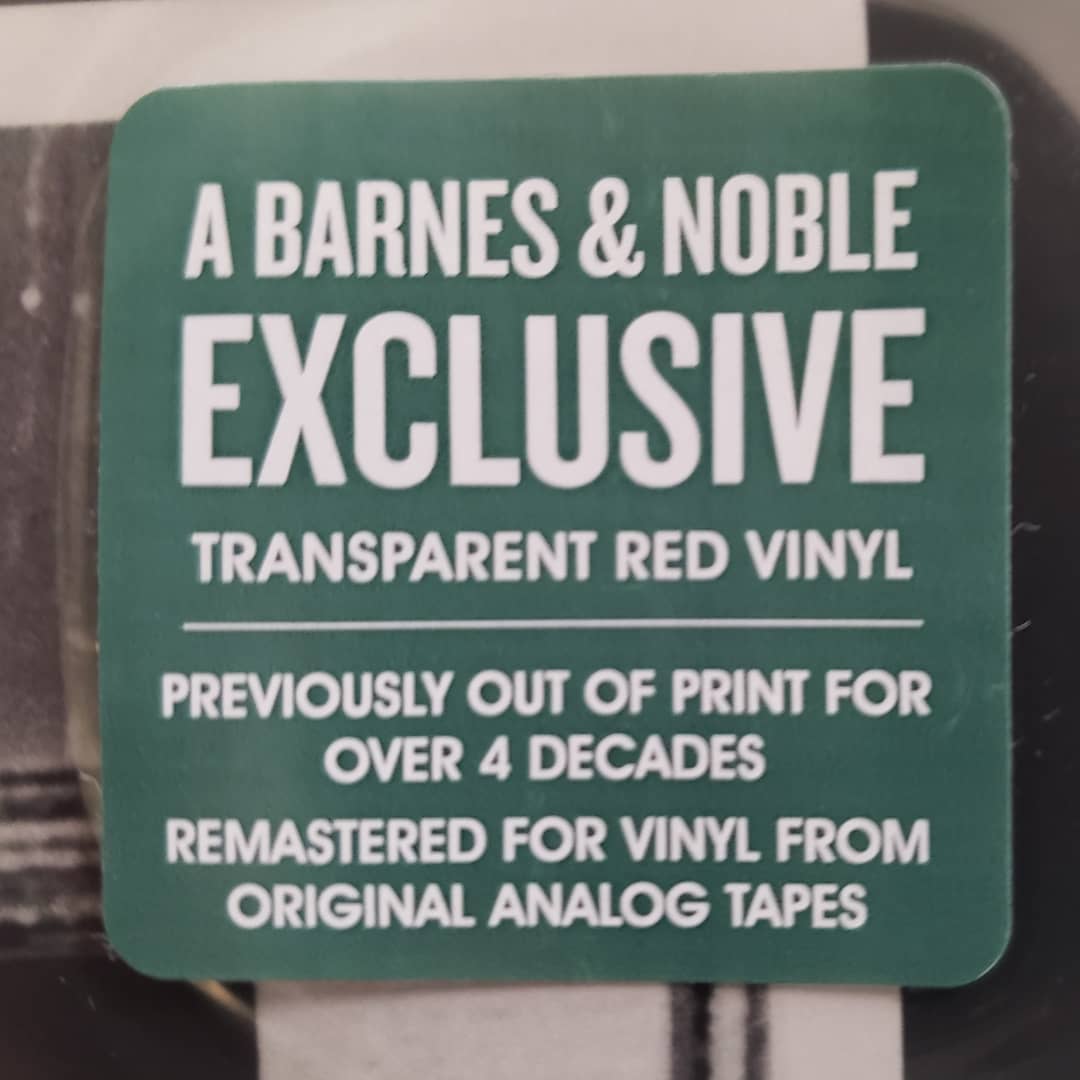 A BARNES & NOBLE
EXCLUSIVE
TRANSPARENT RED VINYL
PREVIOUSLY OUT OF PRINT FOR
OVER 4 DECADES
REMASTERED FOR VINYL FROM
ORIGINAL ANALOG TAPES